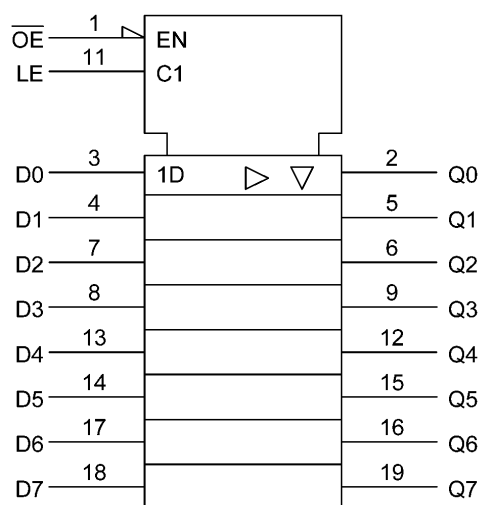 O̅E̅ 1 EN
LE 11 C1
D0 3 1D 2 Q0
D1 4 5 Q1
D2 7 6 Q2
D3 8 9 Q3
D4 13 12 Q4
D5 14 15 Q5
D6 17 16 Q6
D7 18 19 Q7